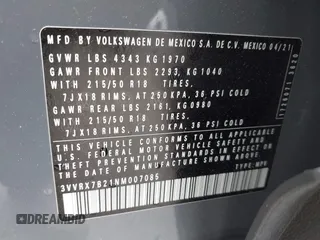 MFD BY VOLKSWAGEN DE MEXICO S.A. DE C.V. MEXICO 04/21
GVWR LBS 4343 KG1970
GAWR FRONT LBS 2293, KG1040
WITH 215/50 R18 TIRES,
7JX18 RIMS, AT 250 KPA, 36 PSI COLD
GAWR REAR LBS 2161, KG0980
WITH 215/50 R18 TIRES,
7JX18 RIMS, AT 250 KPA, 36 PSI COLD
THIS VEHICLE CONFORMS TO ALL APPLICABLE
U.S. FEDERAL MOTOR VEHICLE SAFETY AND
THEFT PREVENTION STANDARDS IN EFFECT
ON THE DATE OF MANUFACTURE SHOWN ABOVE.
3VVRX7B21NM007085 TYPE: MPV
DREAMBID